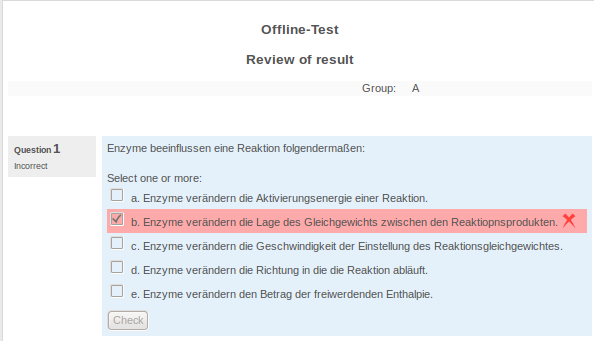 Offline-Test
Review of result
Group: A
Question 1
Incorrect
Enzyme beeinflussen eine Reaktion folgendermaßen:
Select one or more:
a. Enzyme verändern die Aktivierungsenergie einer Reaktion.
b. Enzyme verändern die Lage des Gleichgewichts zwischen den Reaktiopnsprodukten.
c. Enzyme verändern die Geschwindigkeit der Einstellung des Reaktionsgleichgewichtes.
d. Enzyme verändern die Richtung in die die Reaktion abläuft.
e. Enzyme verändern den Betrag der freiwerdenden Enthalpie.
Check